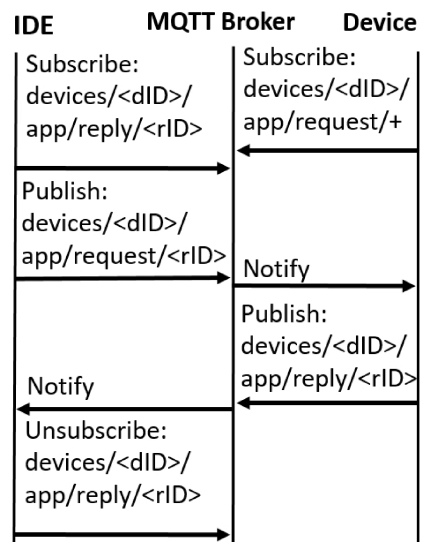 IDE MQTT Broker Device
Subscribe:
devices/<dID>/
app/reply/<rID>
Subscribe:
devices/<dID>/
app/request/+
Publish:
devices/<dID>/
app/request/<rID>
Notify
Publish:
devices/<dID>/
app/reply/<rID>
Notify
Unsubscribe:
devices/<dID>/
app/reply/<rID>